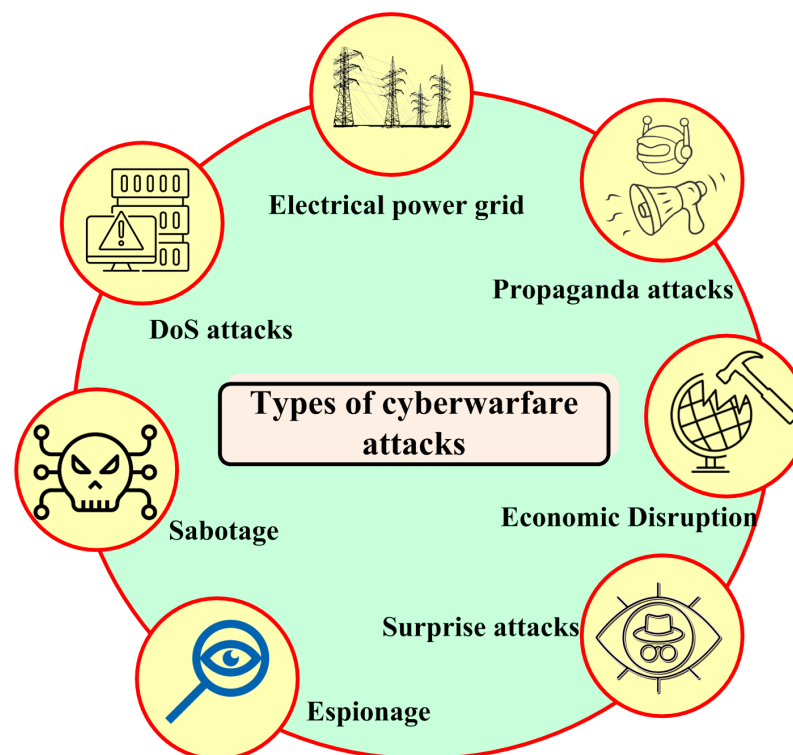 Electrical power grid
Propaganda attacks
DoS attacks
Types of cyberwarfare
attacks
Economic Disruption
Sabotage
Surprise attacks
Espionage